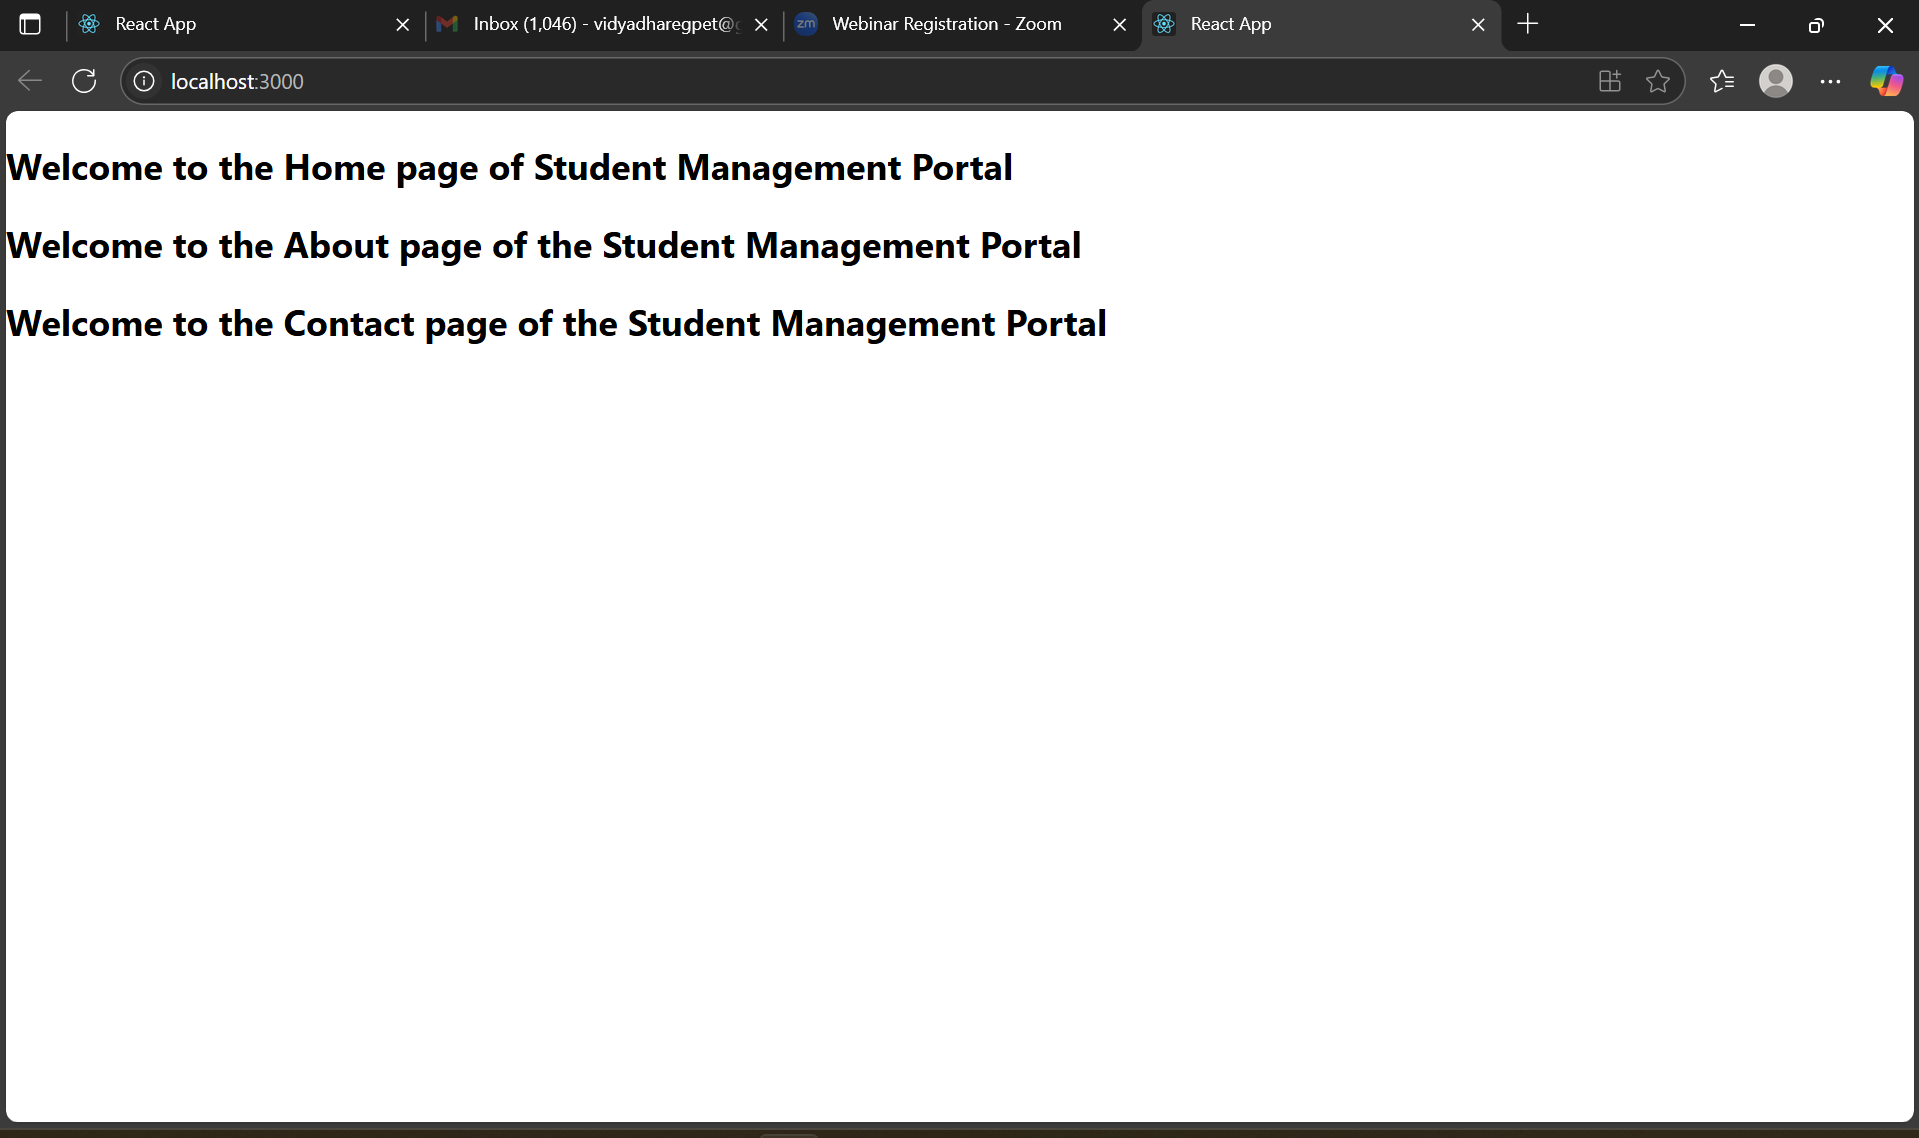 React App
Inbox (1,046) - vidyadharegpet@
zm
Webinar Registration - Zoom
React App
localhost:3000
Welcome to the Home page of Student Management Portal
Welcome to the About page of the Student Management Portal
Welcome to the Contact page of the Student Management Portal